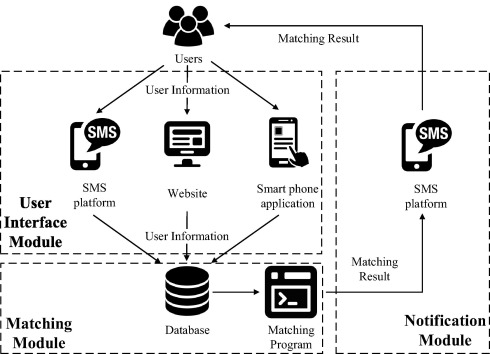 Matching Result
Users
User Information
SMS
SMS
SMS
platform
Website
Smart phone
application
SMS
platform
User
Interface
Module
User Information
Matching
Result
Matching
Module
Database
Matching
Program
Notification
Module